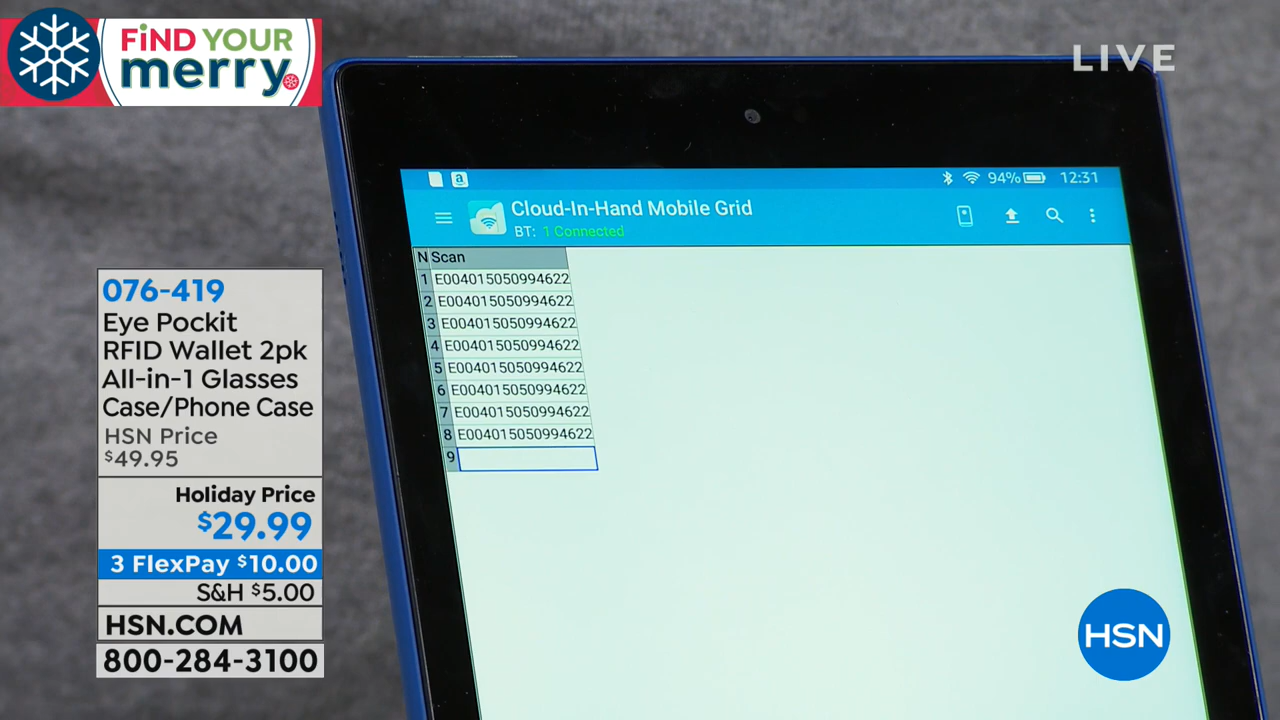 FiND YOUR
merry.
LIVE
a
94%
12:31
Cloud-In-Hand Mobile Grid
BT: 1 Connected
N Scan
1 E004015050994622
2 E004015050994622
3 E004015050994622
4 E004015050994622
5 E004015050994622
6 E004015050994622
7 E004015050994622
8 E004015050994622
9
076-419
Eye Pockit
RFID Wallet 2pk
All-in-1 Glasses
Case/Phone Case
HSN Price
$49.95
Holiday Price
$29.99
3 FlexPay $10.00
S&H $5.00
HSN.COM
800-284-3100
HSN